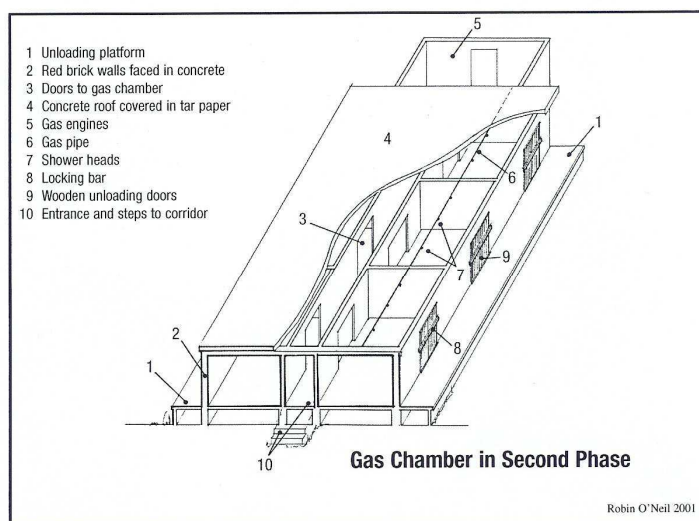 1 Unloading platform
2 Red brick walls faced in concrete
3 Doors to gas chamber
4 Concrete roof covered in tar paper
5 Gas engines
6 Gas pipe
7 Shower heads
8 Locking bar
9 Wooden unloading doors
10 Entrance and steps to corridor
5
1
4
6
3
7
9
2
8
1
10
Gas Chamber in Second Phase
Robin O'Neil 2001